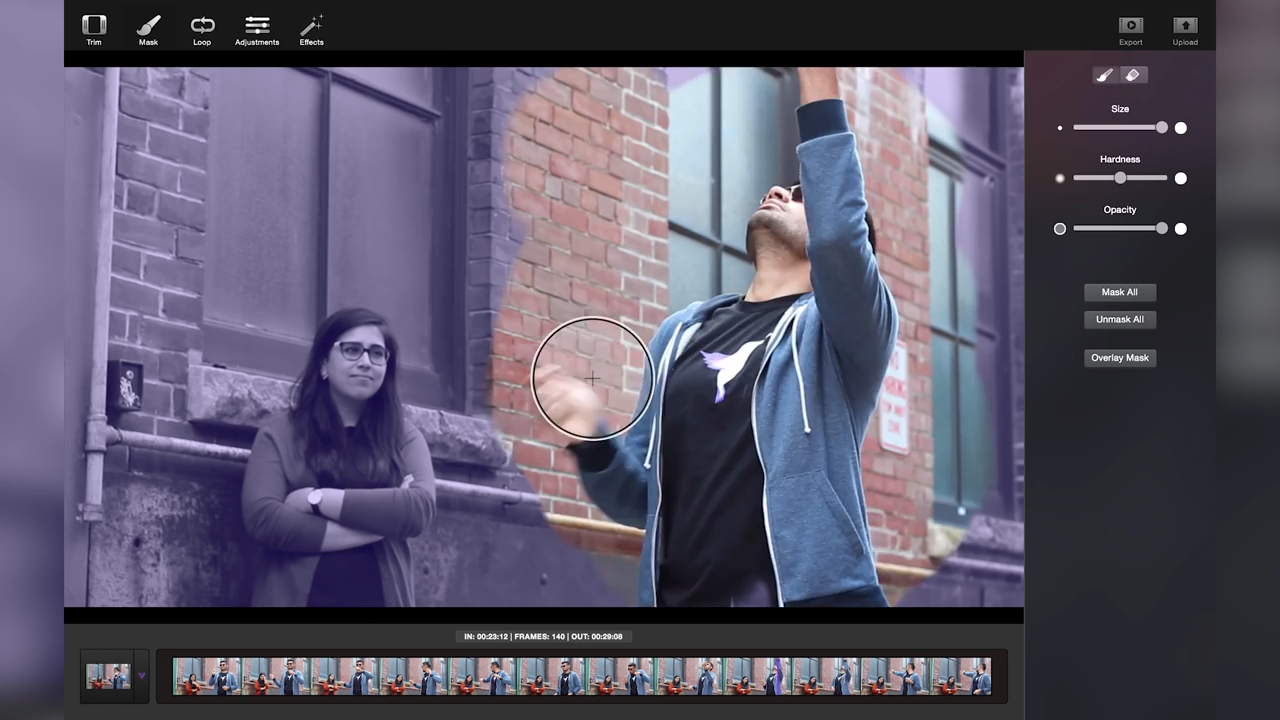 Trim
Mask
Loop
Adjustments
Effects
Export
Upload
Size
Hardness
Opacity
Mask All
Unmask All
Overlay Mask
IN: 00:23:12 | FRAMES: 140 | OUT: 00:29:08